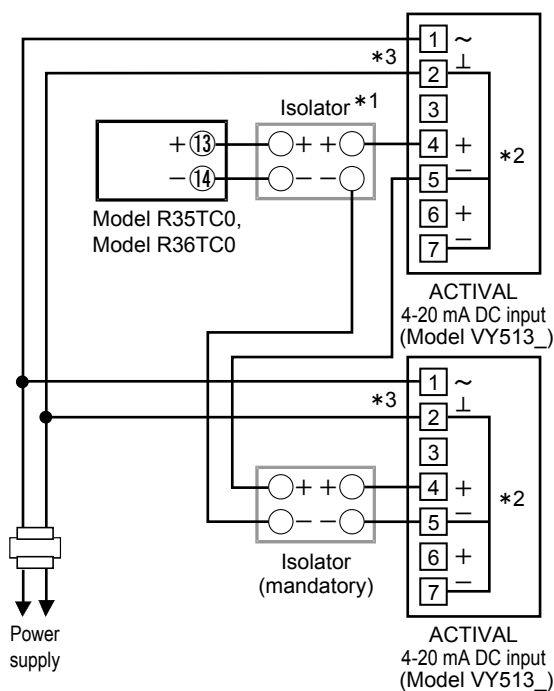 1 ~
*3
2 ⊥
Isolator *1
3
+ ⑬ + + 4 +
*2
− ⑭ − − 5 −
6 +
7 −
Model R35TC0,
Model R36TC0
ACTIVAL
4-20 mA DC input
(Model VY513_)
1 ~
*3
2 ⊥
3
+ + 4 +
*2
− − 5 −
6 +
7 −
Isolator
(mandatory)
Power
supply
ACTIVAL
4-20 mA DC input
(Model VY513_)